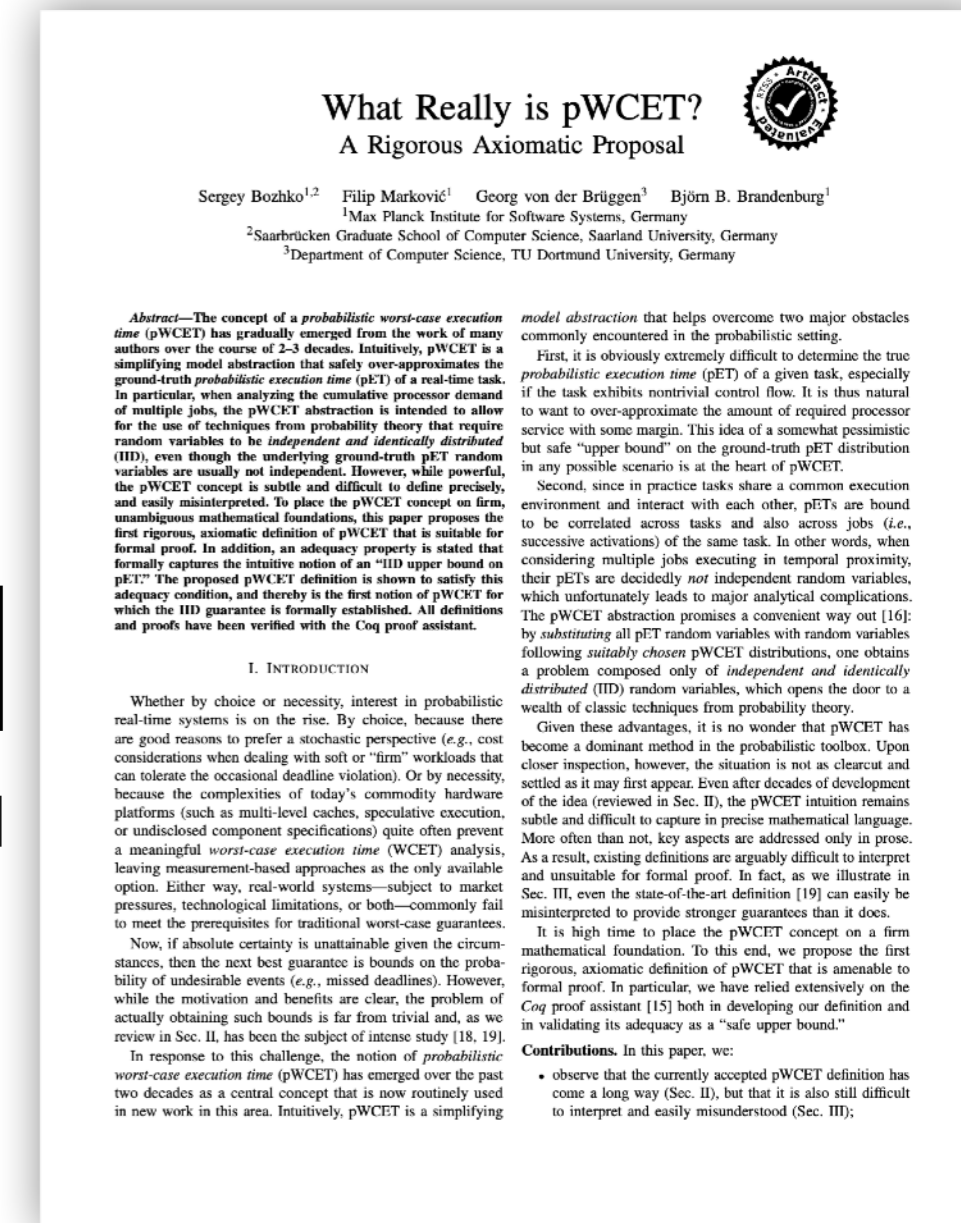 What Really is pWCET?
A Rigorous Axiomatic Proposal
RTSS * Artifact * Evaluated *
Sergey Bozhko1,2 Filip Marković1 Georg von der Brüggen3 Björn B. Brandenburg1
1Max Planck Institute for Software Systems, Germany
2Saarbrücken Graduate School of Computer Science, Saarland University, Germany
3Department of Computer Science, TU Dortmund University, Germany
Abstract—The concept of a probabilistic worst-case execution
time (pWCET) has gradually emerged from the work of many
authors over the course of 2–3 decades. Intuitively, pWCET is a
simplifying model abstraction that safely over-approximates the
ground-truth probabilistic execution time (pET) of a real-time task.
In particular, when analyzing the cumulative processor demand
of multiple jobs, the pWCET abstraction is intended to allow
for the use of techniques from probability theory that require
random variables to be independent and identically distributed
(IID), even though the underlying ground-truth pET random
variables are usually not independent. However, while powerful,
the pWCET concept is subtle and difficult to define precisely,
and easily misinterpreted. To place the pWCET concept on firm,
unambiguous mathematical foundations, this paper proposes the
first rigorous, axiomatic definition of pWCET that is suitable for
formal proof. In addition, an adequacy property is stated that
formally captures the intuitive notion of an “IID upper bound on
pET.” The proposed pWCET definition is shown to satisfy this
adequacy condition, and thereby is the first notion of pWCET for
which the IID guarantee is formally established. All definitions
and proofs have been verified with the Coq proof assistant.
I. INTRODUCTION
Whether by choice or necessity, interest in probabilistic
real-time systems is on the rise. By choice, because there
are good reasons to prefer a stochastic perspective (e.g., cost
considerations when dealing with soft or “firm” workloads that
can tolerate the occasional deadline violation). Or by necessity,
because the complexities of today’s commodity hardware
platforms (such as multi-level caches, speculative execution,
or undisclosed component specifications) quite often prevent
a meaningful worst-case execution time (WCET) analysis,
leaving measurement-based approaches as the only available
option. Either way, real-world systems—subject to market
pressures, technological limitations, or both—commonly fail
to meet the prerequisites for traditional worst-case guarantees.
Now, if absolute certainty is unattainable given the circum-
stances, then the next best guarantee is bounds on the proba-
bility of undesirable events (e.g., missed deadlines). However,
while the motivation and benefits are clear, the problem of
actually obtaining such bounds is far from trivial and, as we
review in Sec. II, has been the subject of intense study [18, 19].
In response to this challenge, the notion of probabilistic
worst-case execution time (pWCET) has emerged over the past
two decades as a central concept that is now routinely used
in new work in this area. Intuitively, pWCET is a simplifying
model abstraction that helps overcome two major obstacles
commonly encountered in the probabilistic setting.
First, it is obviously extremely difficult to determine the true
probabilistic execution time (pET) of a given task, especially
if the task exhibits nontrivial control flow. It is thus natural
to want to over-approximate the amount of required processor
service with some margin. This idea of a somewhat pessimistic
but safe “upper bound” on the ground-truth pET distribution
in any possible scenario is at the heart of pWCET.
Second, since in practice tasks share a common execution
environment and interact with each other, pETs are bound
to be correlated across tasks and also across jobs (i.e.,
successive activations) of the same task. In other words, when
considering multiple jobs executing in temporal proximity,
their pETs are decidedly not independent random variables,
which unfortunately leads to major analytical complications.
The pWCET abstraction promises a convenient way out [16]:
by substituting all pET random variables with random variables
following suitably chosen pWCET distributions, one obtains
a problem composed only of independent and identically
distributed (IID) random variables, which opens the door to a
wealth of classic techniques from probability theory.
Given these advantages, it is no wonder that pWCET has
become a dominant method in the probabilistic toolbox. Upon
closer inspection, however, the situation is not as clearcut and
settled as it may first appear. Even after decades of development
of the idea (reviewed in Sec. II), the pWCET intuition remains
subtle and difficult to capture in precise mathematical language.
More often than not, key aspects are addressed only in prose.
As a result, existing definitions are arguably difficult to interpret
and unsuitable for formal proof. In fact, as we illustrate in
Sec. III, even the state-of-the-art definition [19] can easily be
misinterpreted to provide stronger guarantees than it does.
It is high time to place the pWCET concept on a firm
mathematical foundation. To this end, we propose the first
rigorous, axiomatic definition of pWCET that is amenable to
formal proof. In particular, we have relied extensively on the
Coq proof assistant [15] both in developing our definition and
in validating its adequacy as a “safe upper bound.”
Contributions. In this paper, we:
• observe that the currently accepted pWCET definition has
come a long way (Sec. II), but that it is also still difficult
to interpret and easily misunderstood (Sec. III);